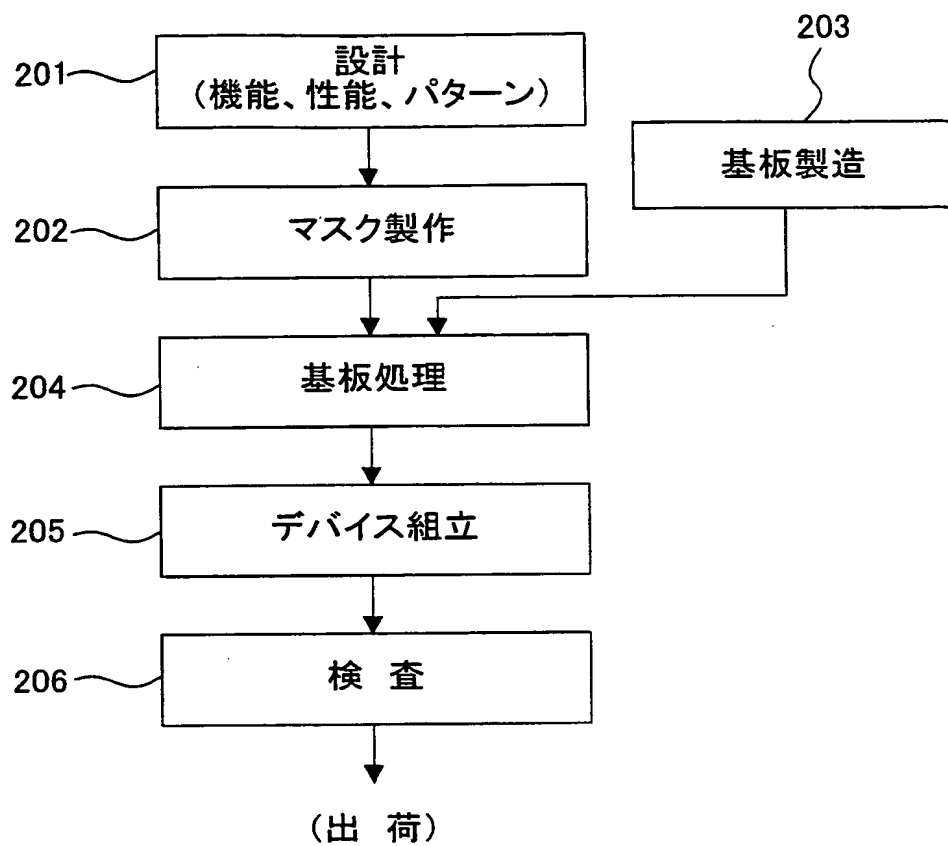 201
設計
(機能、性能、パターン)
203
基板製造
202
マスク製作
204
基板処理
205
デバイス組立
206
検 査
(出 荷)